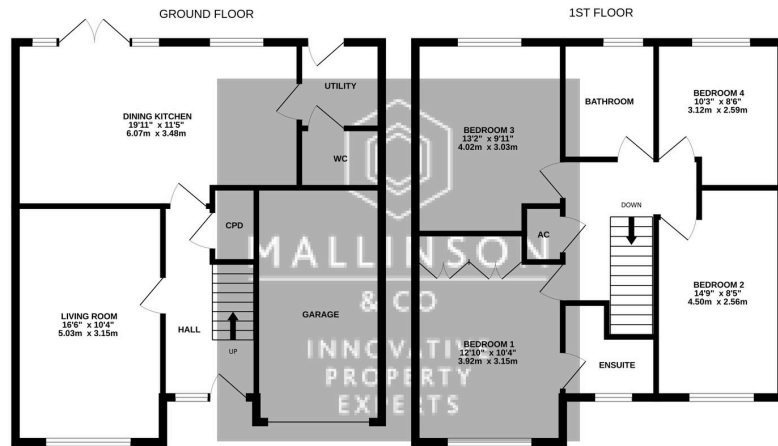 GROUND FLOOR
DINING KITCHEN
19'11" x 11'5"
6.07m x 3.48m
UTILITY
WC
CPD
LIVING ROOM
16'6" x 10'4"
5.03m x 3.15m
HALL
UP
GARAGE
1ST FLOOR
BEDROOM 3
13'2" x 9'11"
4.02m x 3.03m
BATHROOM
BEDROOM 4
10'3" x 8'6"
3.12m x 2.59m
DOWN
AC
BEDROOM 2
14'9" x 8'5"
4.50m x 2.56m
BEDROOM 1
12'10" x 10'4"
3.92m x 3.15m
ENSUITE
MALLINSON
& CO
INNOVATIVE
PROPERTY
EXPERTS